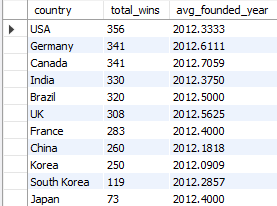 country total_wins avg_founded_year
USA 356 2012.3333
Germany 341 2012.6111
Canada 341 2012.7059
India 330 2012.3750
Brazil 320 2012.5000
UK 308 2012.5625
France 283 2012.4000
China 260 2012.1818
Korea 250 2012.0909
South Korea 119 2012.2857
Japan 73 2012.4000